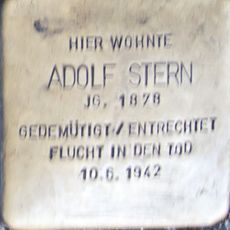 HIER WOHNTE
ADOLF STERN
JG. 1878
GEDEMÜTIGT/ENTRECHTET
FLUCHT IN DEN TOD
10.6.1942